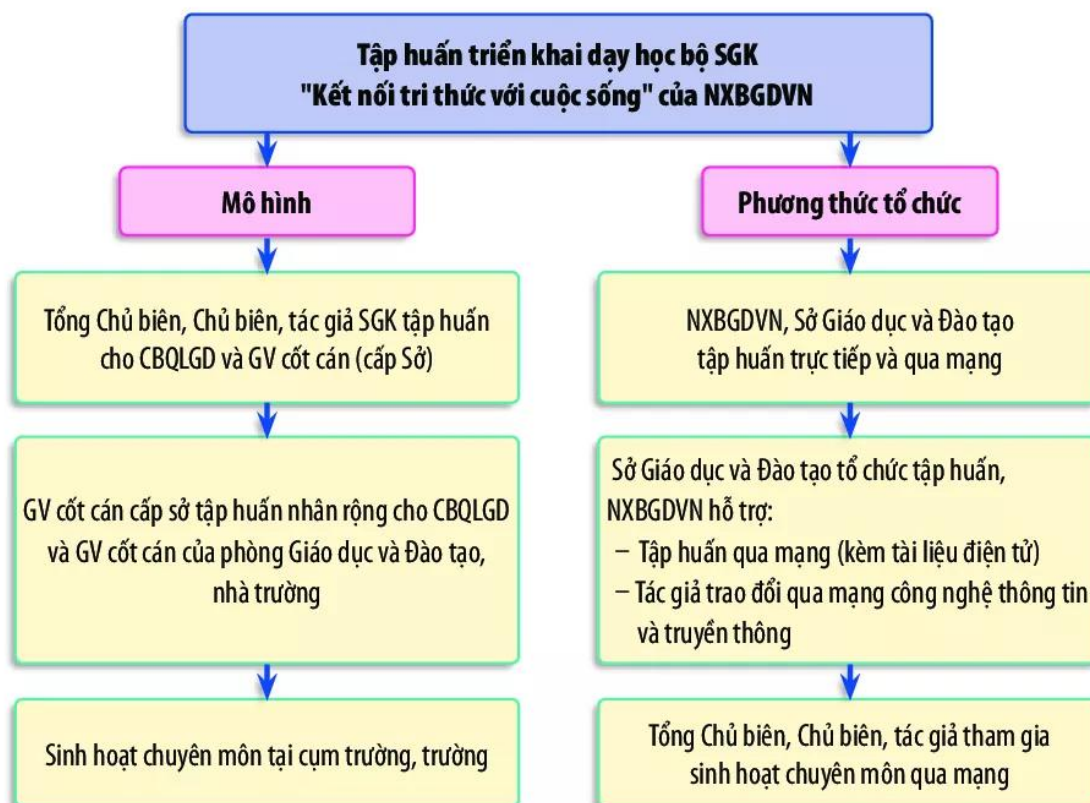 Tập huấn triển khai dạy học bộ SGK
"Kết nối tri thức với cuộc sống" của NXBGDVN
Mô hình
Tổng Chủ biên, Chủ biên, tác giả SGK tập huấn
cho CBQLGD và GV cốt cán (cấp Sở)
GV cốt cán cấp sở tập huấn nhân rộng cho CBQLGD
và GV cốt cán của phòng Giáo dục và Đào tạo,
nhà trường
Sinh hoạt chuyên môn tại cụm trường, trường
Phương thức tổ chức
NXBGDVN, Sở Giáo dục và Đào tạo
tập huấn trực tiếp và qua mạng
Sở Giáo dục và Đào tạo tổ chức tập huấn,
NXBGDVN hỗ trợ:
– Tập huấn qua mạng (kèm tài liệu điện tử)
– Tác giả trao đổi qua mạng công nghệ thông tin
và truyền thông
Tổng Chủ biên, Chủ biên, tác giả tham gia
sinh hoạt chuyên môn qua mạng